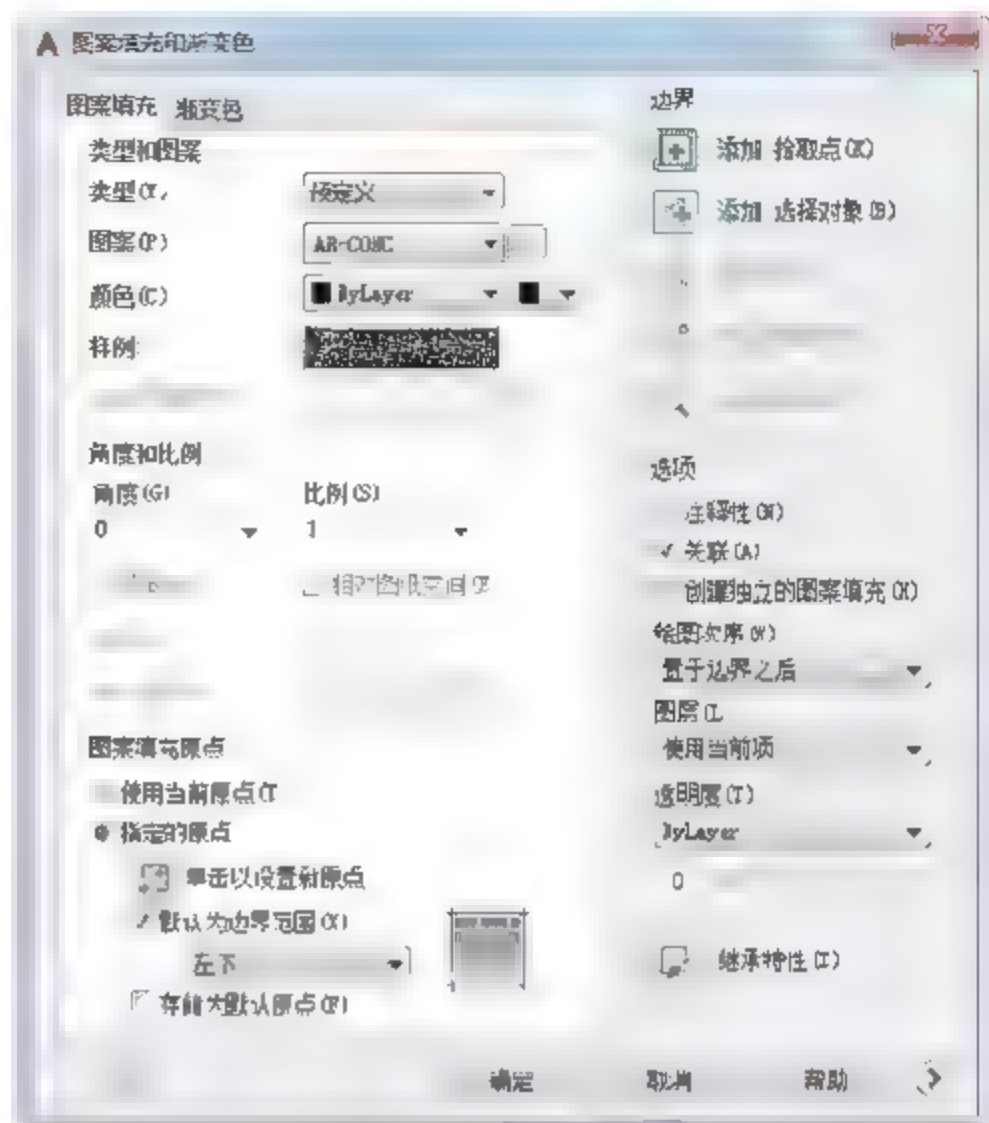 图案填充和渐变色
图案填充 渐变色
类型和图案
类型(Y)
预定义
图案(P)
AR-CONC
颜色(C)
ByLayer
样例:
角度和比例
角度(G)
比例(S)
0
1
相对图纸空间(E)
图案填充原点
使用当前原点(T
指定的原点
单击以设置新原点
默认为边界范围(X)
左下
存储为默认原点(F)
边界
添加 拾取点(K)
添加 选择对象(B)
选项
注释性(N)
关联(A)
创建独立的图案填充(H)
绘图次序(W)
置于边界之后
图层(L
使用当前项
透明度(T)
ByLayer
0
继承特性(I)
确定
取消
帮助